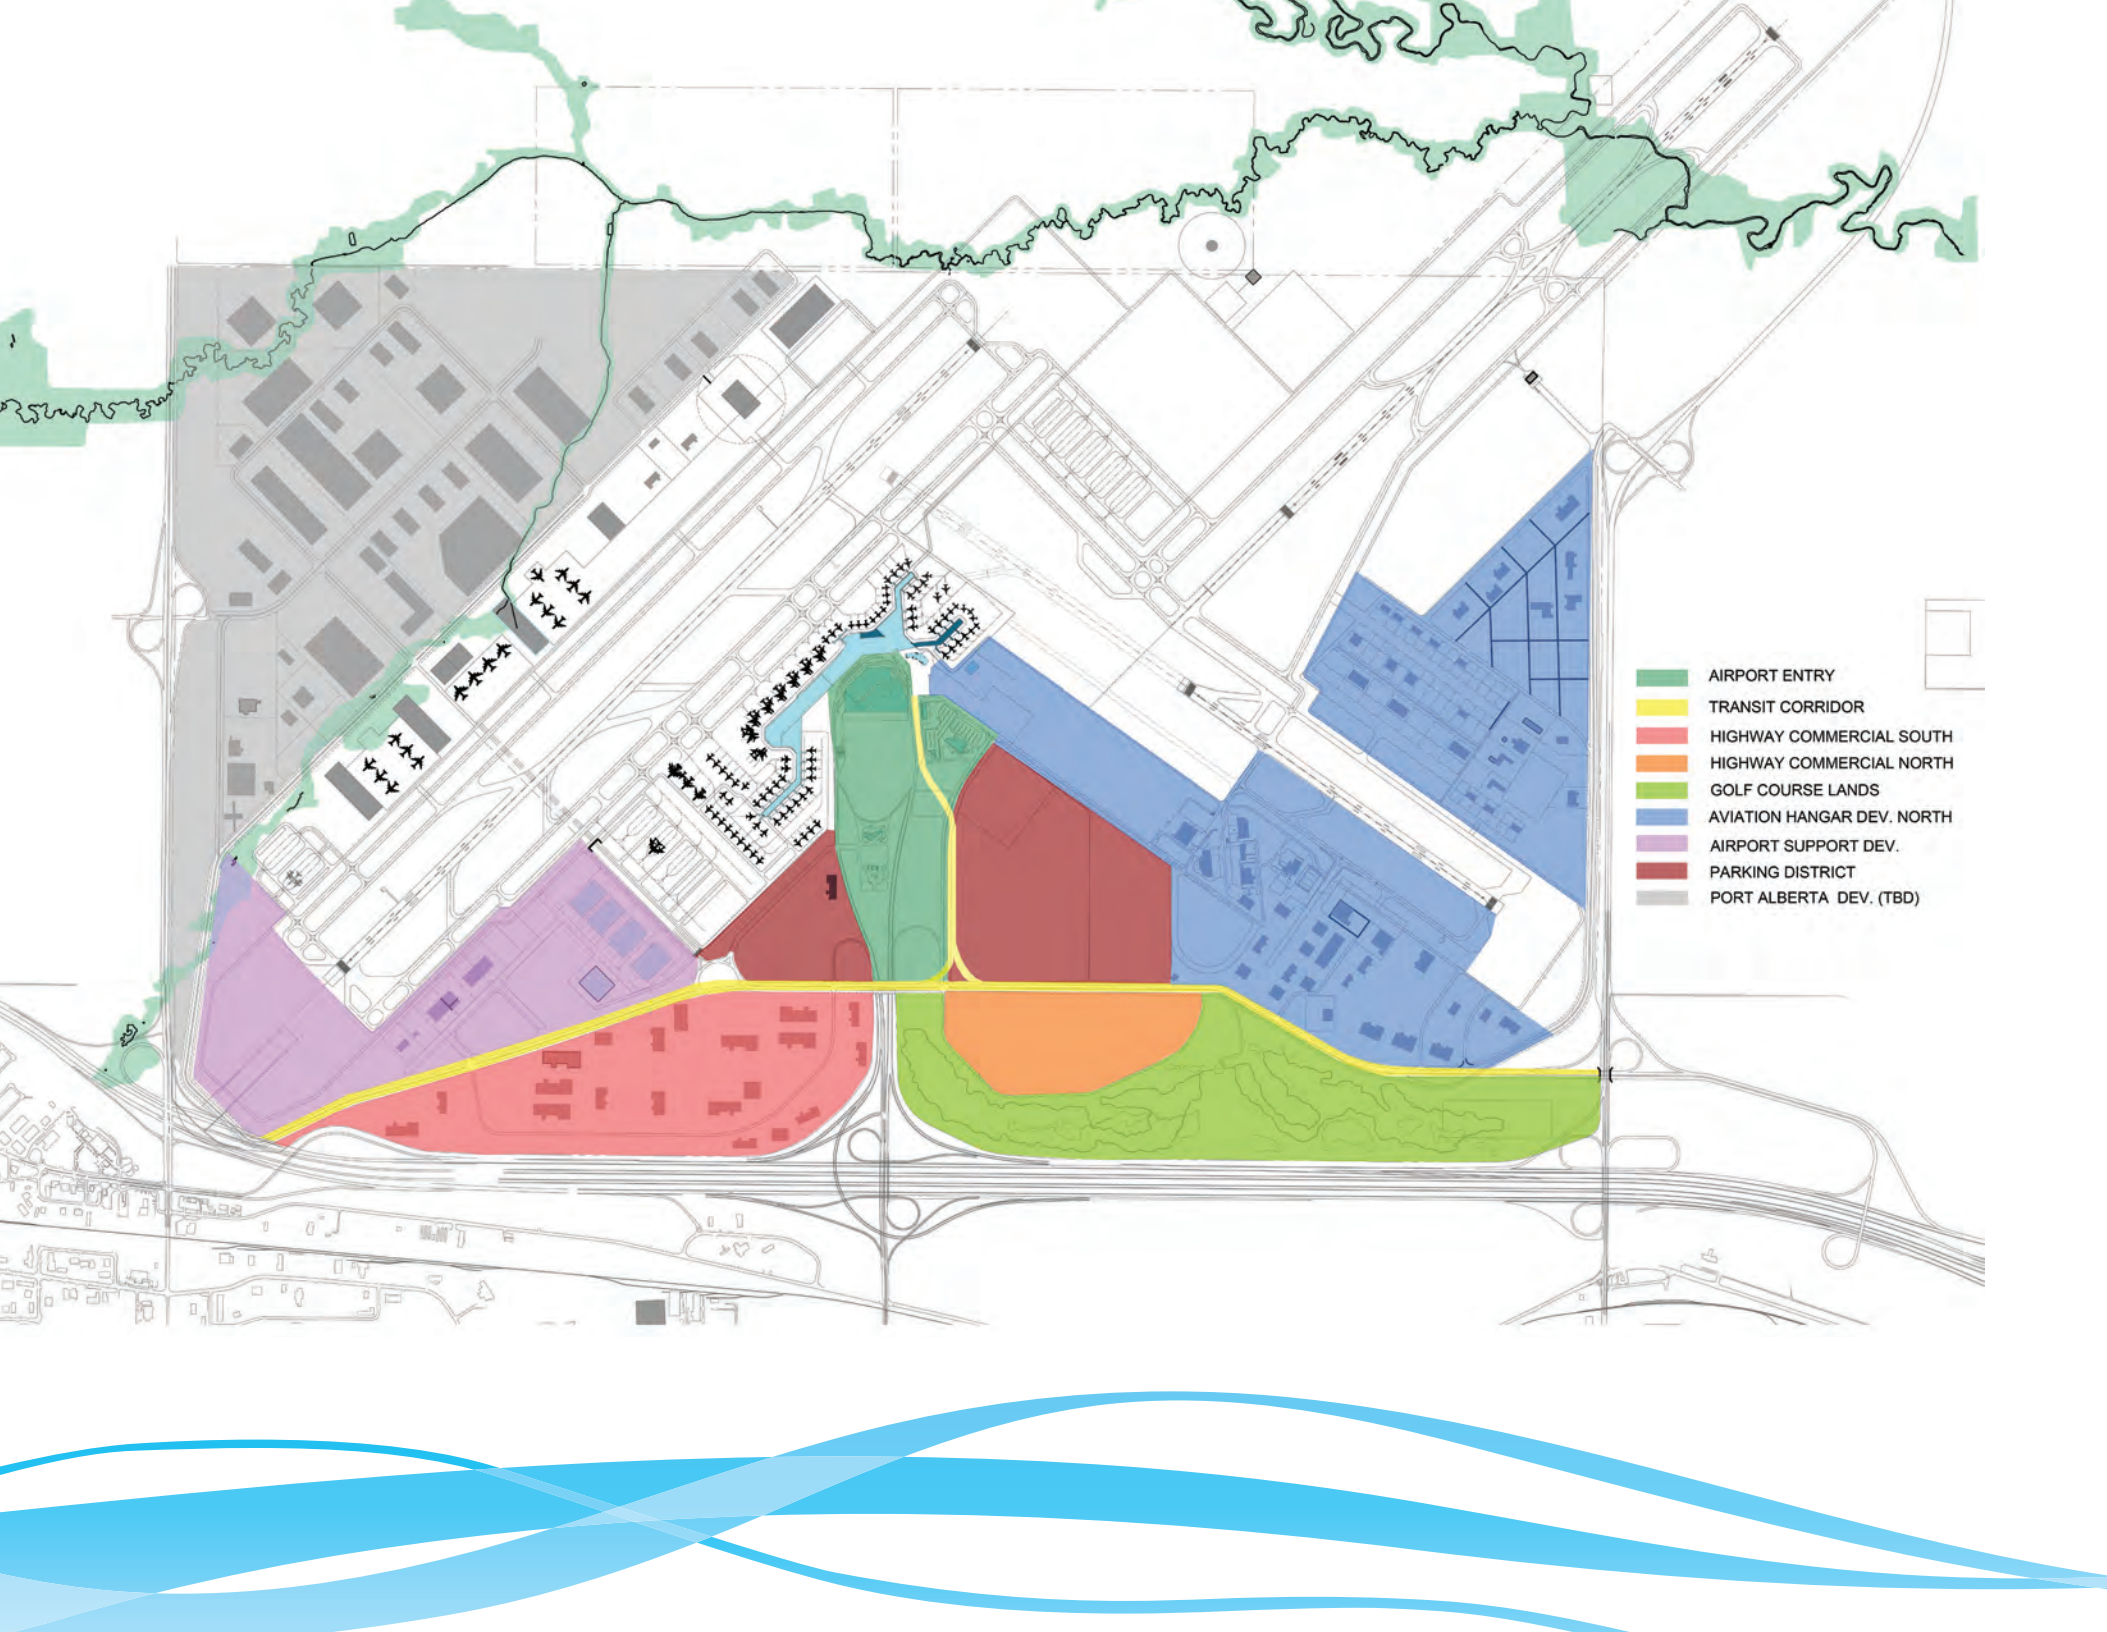 AIRPORT ENTRY
TRANSIT CORRIDOR
HIGHWAY COMMERCIAL SOUTH
HIGHWAY COMMERCIAL NORTH
GOLF COURSE LANDS
AVIATION HANGAR DEV. NORTH
AIRPORT SUPPORT DEV.
PARKING DISTRICT
PORT ALBERTA DEV. (TBD)